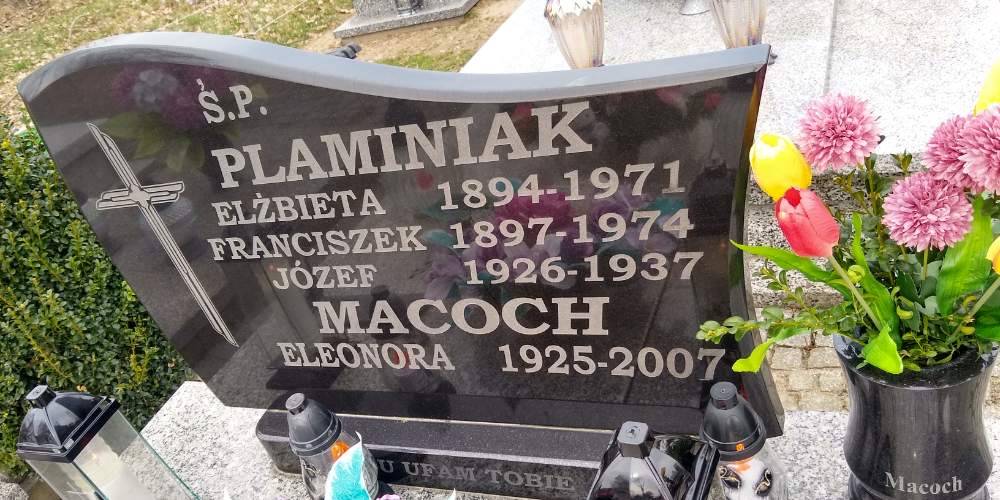 Ś.P.
PLAMINIAK
ELŻBIETA 1894-1971
FRANCISZEK 1897-1974
JÓZEF 1926-1937
MACOCH
ELEONORA 1925-2007
UFAM TOBIE
Macoch